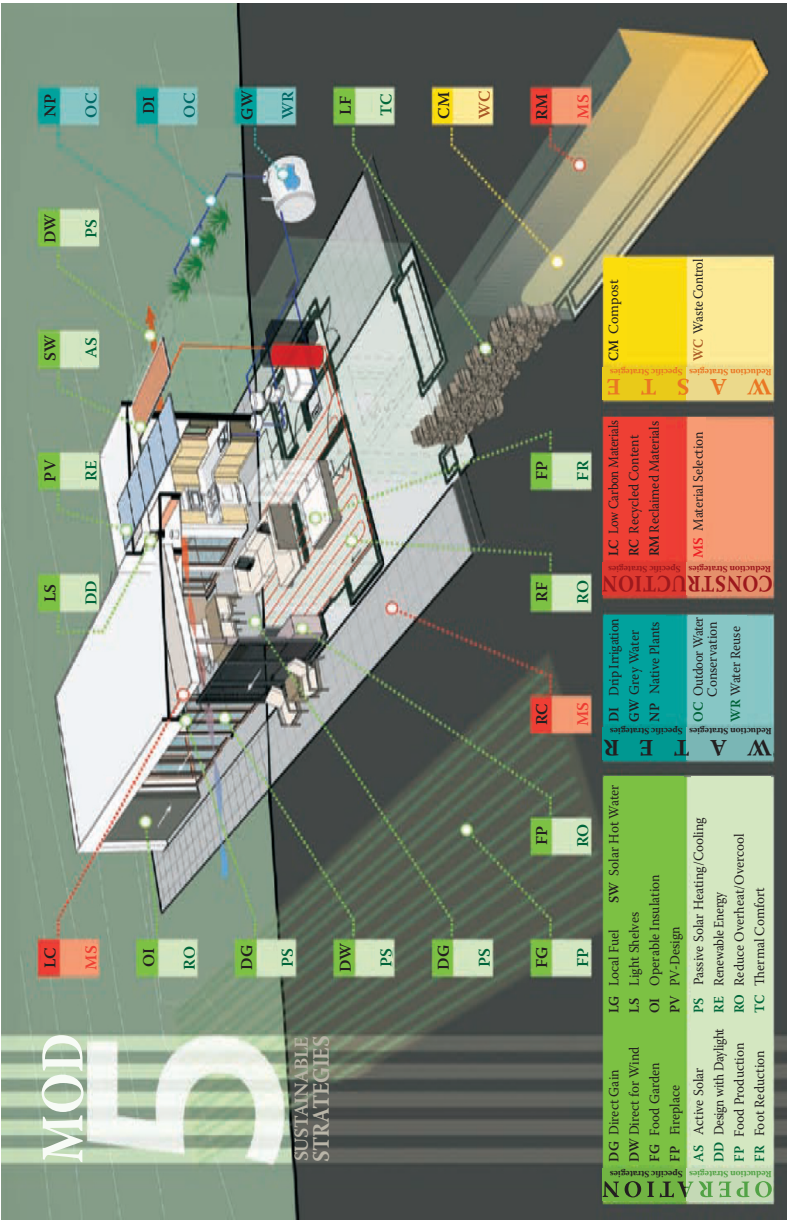 MOD
5
SUSTAINABLE
STRATEGIES
LC
MS
OI
RO
DG
PS
DW
PS
DG
PS
FG
FP
LS
DD
PV
RE
SW
AS
DW
PS
NP
OC
DI
OC
GW
WR
LF
TC
CM
WC
RM
MS
FP
RO
RC
MS
RF
RO
FP
FR
OPERATION
Specific Strategies
DG Direct Gain
DW Direct for Wind
FG Food Garden
FP Fireplace
LG Local Fuel
LS Light Shelves
OI Operable Insulation
PV PV-Design
SW Solar Hot Water
Reduction Strategies
AS Active Solar
DD Design with Daylight
FP Food Production
FR Foot Reduction
PS Passive Solar Heating/Cooling
RE Renewable Energy
RO Reduce Overheat/Overcool
TC Thermal Comfort
WATER
Specific Strategies
DI Drip Irrigation
GW Grey Water
NP Native Plants
Reduction Strategies
OC Outdoor Water
Conservation
WR Water Reuse
CONSTRUCTION
Specific Strategies
LC Low Carbon Materials
RC Recycled Content
RM Reclaimed Materials
Reduction Strategies
MS Material Selection
WASTE
Specific Strategies
CM Compost
Reduction Strategies
WC Waste Control